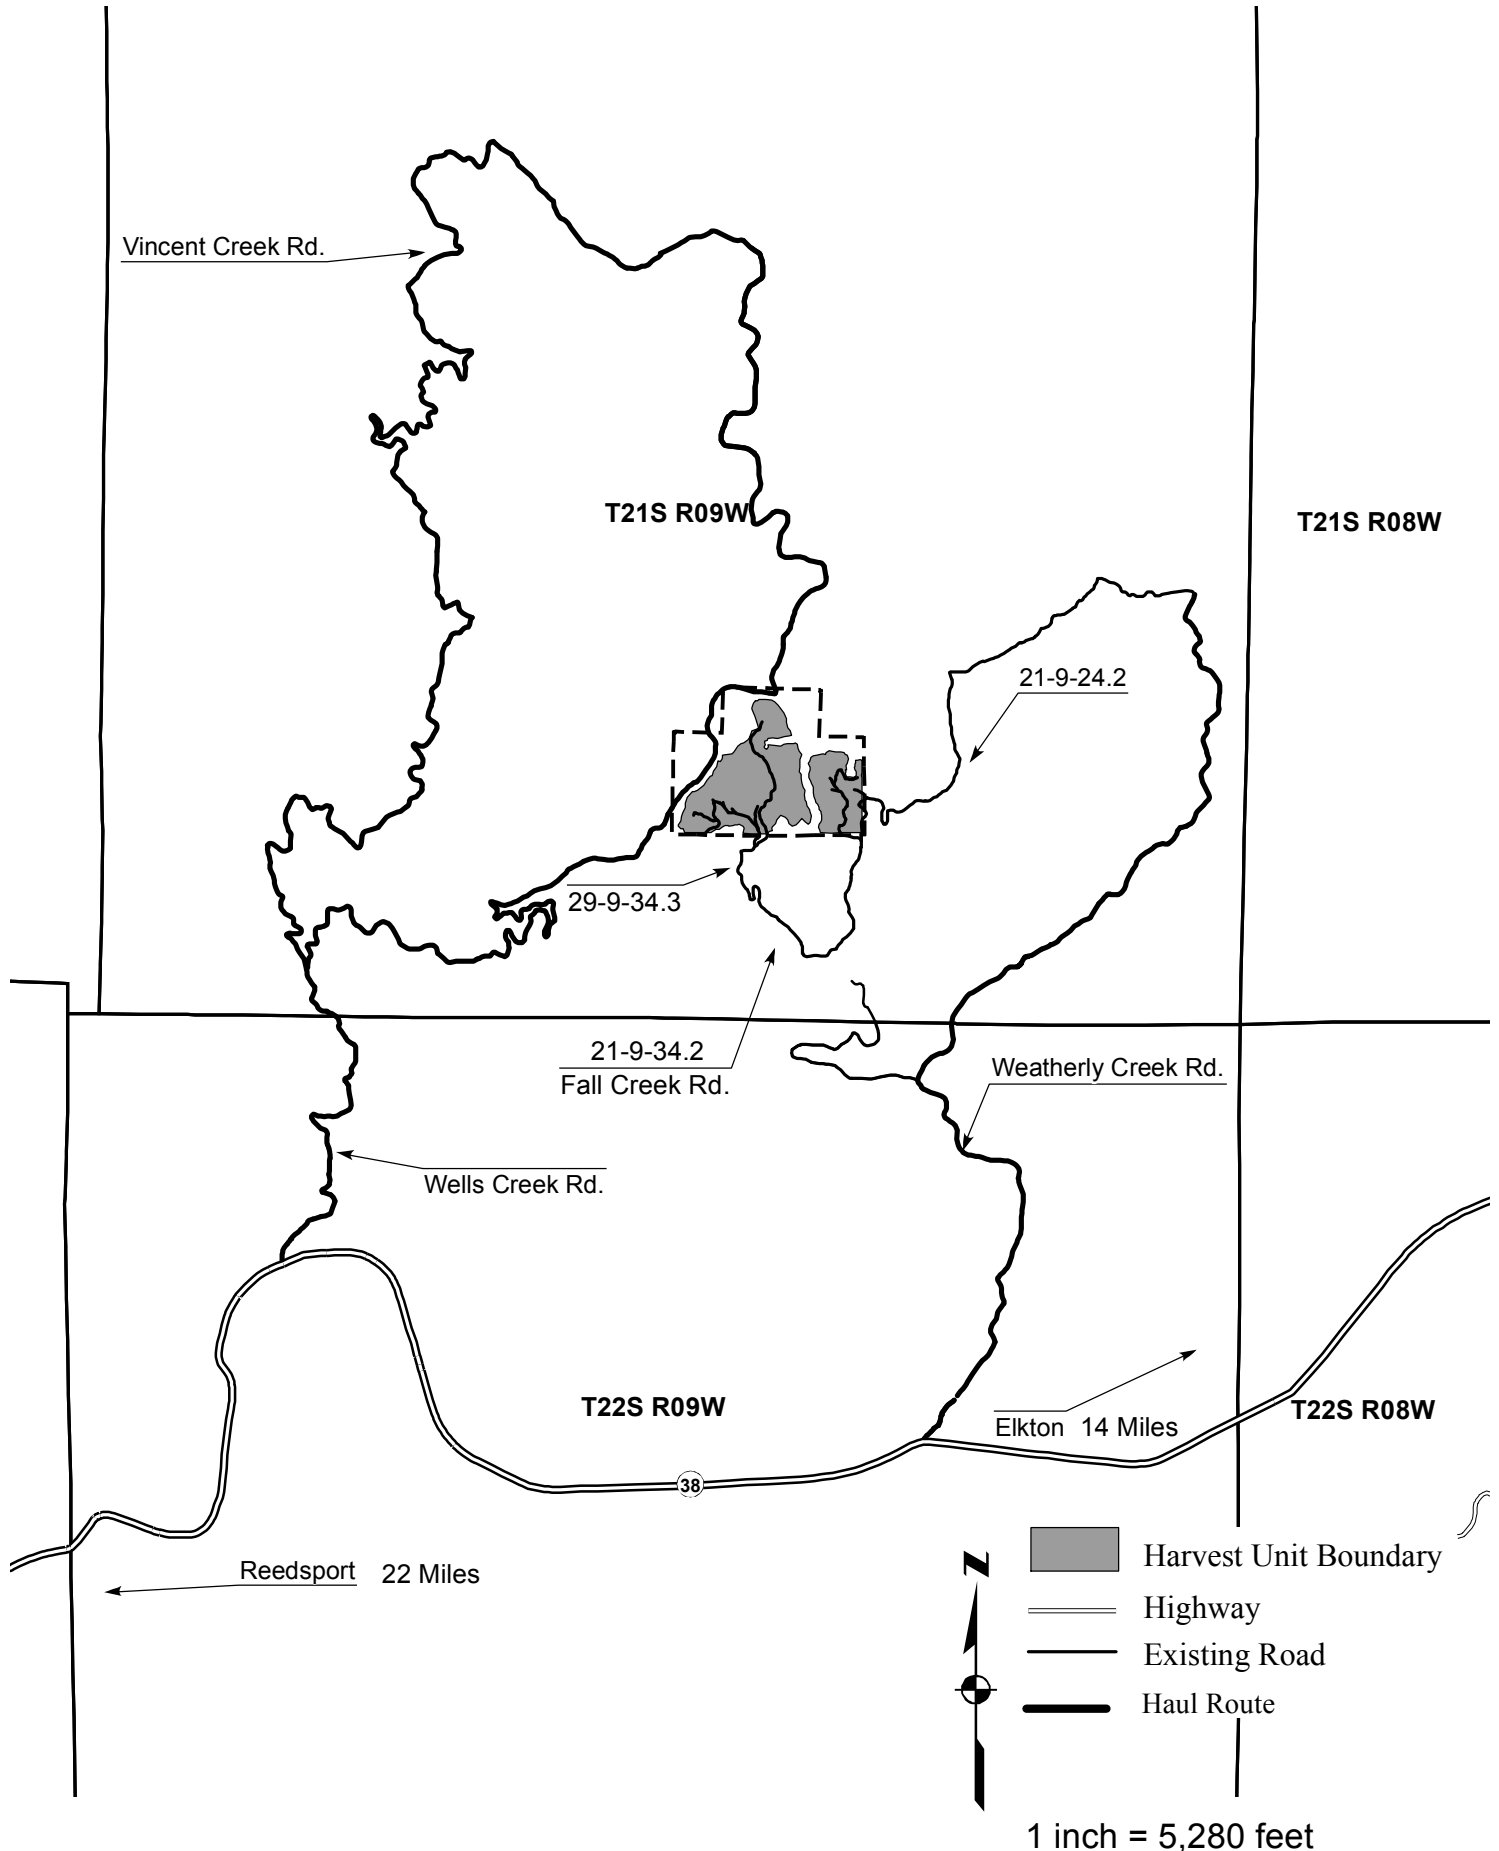 Vincent Creek Rd.
T21S R09W
T21S R08W
21-9-24.2
29-9-34.3
21-9-34.2
Fall Creek Rd.
Weatherly Creek Rd.
Wells Creek Rd.
T22S R09W
Elkton 14 Miles
T22S R08W
38
Reedsport 22 Miles
Harvest Unit Boundary
Highway
Existing Road
Haul Route
N
1 inch = 5,280 feet